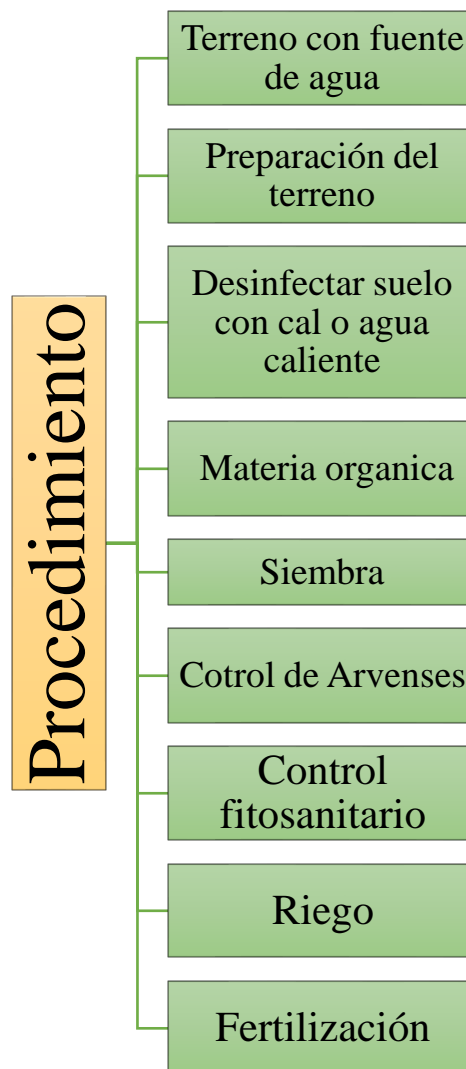 Procedimiento
Terreno con fuente
de agua
Preparación del
terreno
Desinfectar suelo
con cal o agua
caliente
Materia organica
Siembra
Cotrol de Arvenses
Control
fitosanitario
Riego
Fertilización